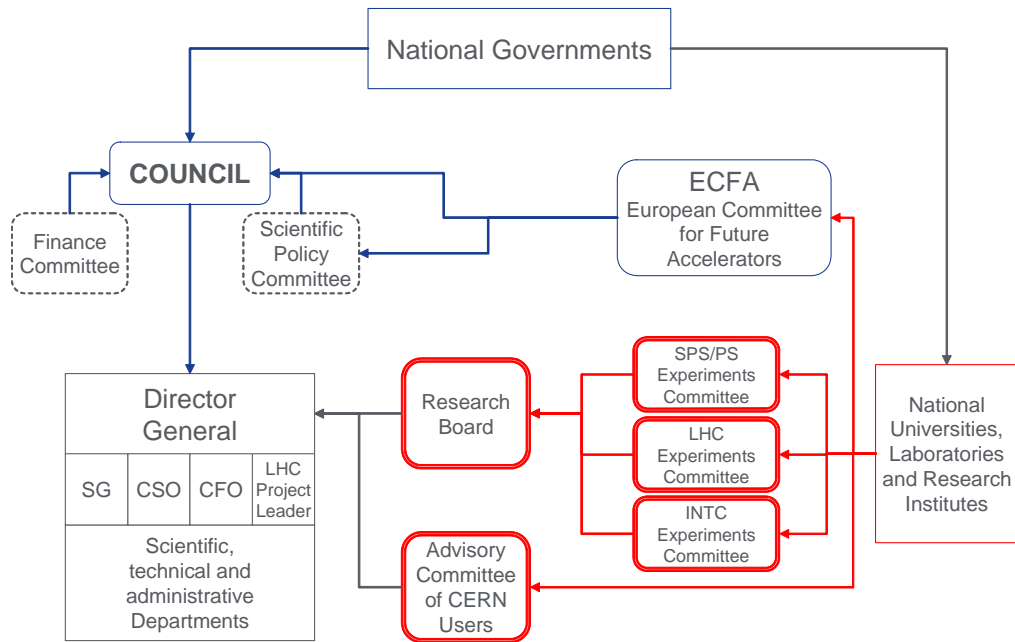 National Governments
COUNCIL
ECFA
European Committee
for Future
Accelerators
Finance
Committee
Scientific
Policy
Committee
Director
General
SG
CSO
CFO
LHC
Project
Leader
Scientific,
technical and
administrative
Departments
Research
Board
Advisory
Committee
of CERN
Users
SPS/PS
Experiments
Committee
LHC
Experiments
Committee
INTC
Experiments
Committee
National
Universities,
Laboratories
and Research
Institutes